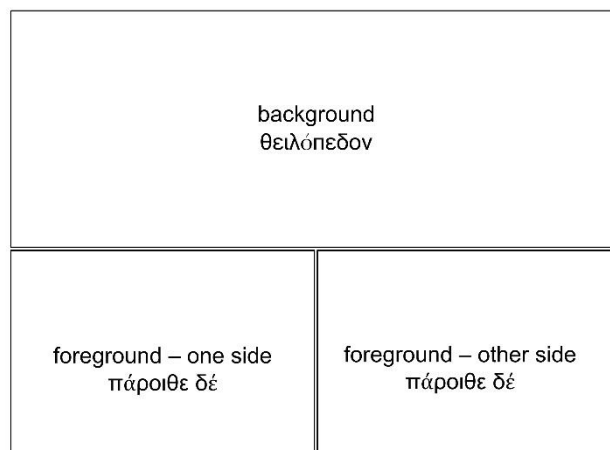 background
θειλόπεδον
foreground – one side
πάροιθε δέ
foreground – other side
πάροιθε δέ